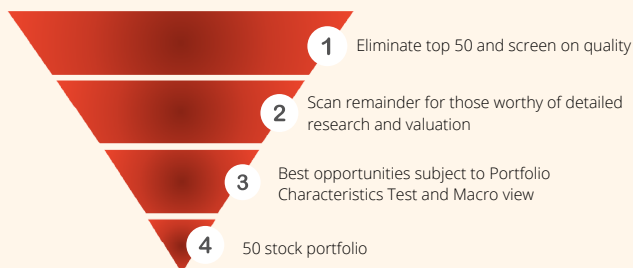 1 Eliminate top 50 and screen on quality
2 Scan remainder for those worthy of detailed
research and valuation
3 Best opportunities subject to Portfolio
Characteristics Test and Macro view
4 50 stock portfolio